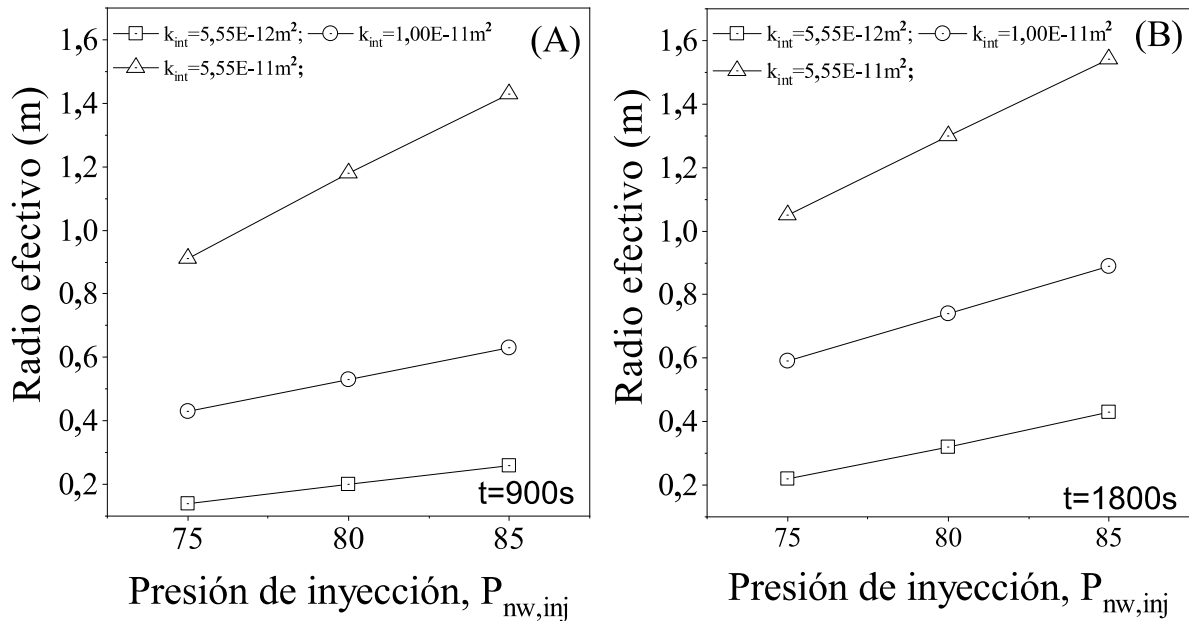 k_int=5,55E-12m²; k_int=1,00E-11m²
k_int=5,55E-11m²;
(A)
Radio efectivo (m)
1,6
1,4
1,2
1,0
0,8
0,6
0,4
0,2
t=900s
75 80 85
Presión de inyección, P_nw,inj
k_int=5,55E-12m²; k_int=1,00E-11m²
k_int=5,55E-11m²;
(B)
Radio efectivo (m)
1,6
1,4
1,2
1,0
0,8
0,6
0,4
0,2
t=1800s
75 80 85
Presión de inyección, P_nw,inj